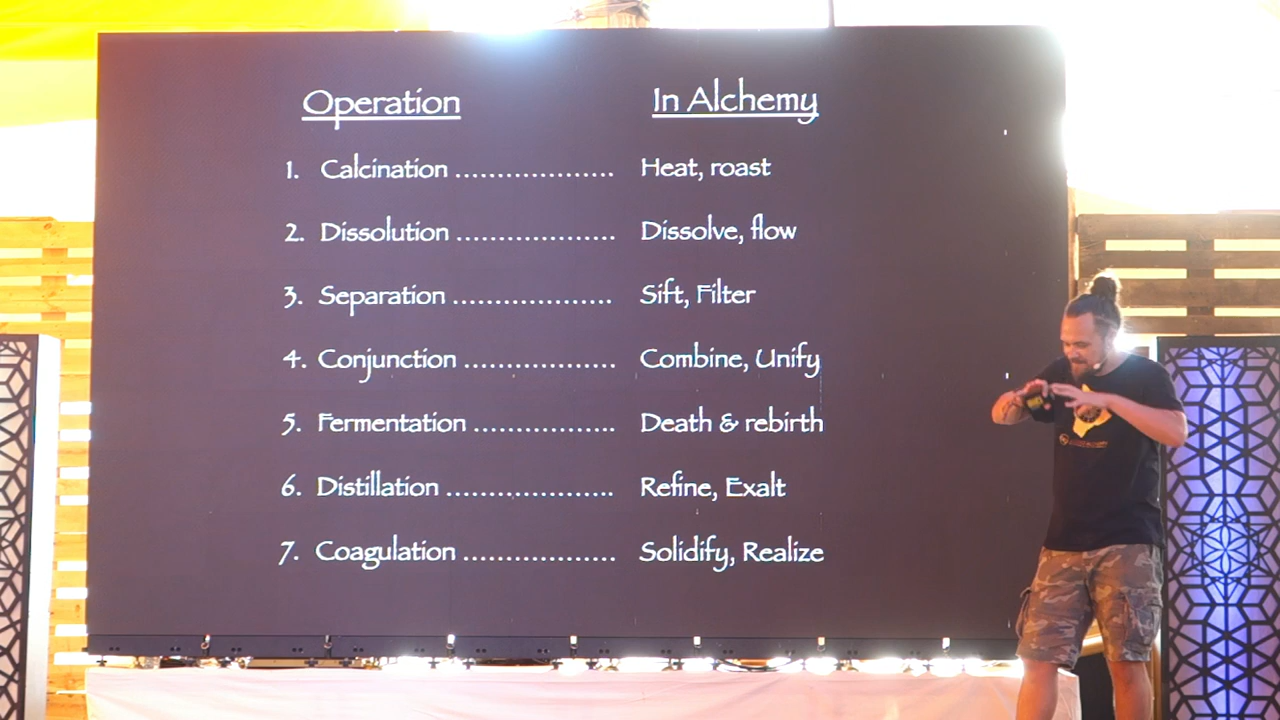 Operation In Alchemy
1. Calcination ................... Heat, roast
2. Dissolution ................... Dissolve, flow
3. Separation ................... Sift, Filter
4. Conjunction .................. Combine, Unify
5. Fermentation ................. Death & rebirth
6. Distillation .................... Refine, Exalt
7. Coagulation .................. Solidify, Realize